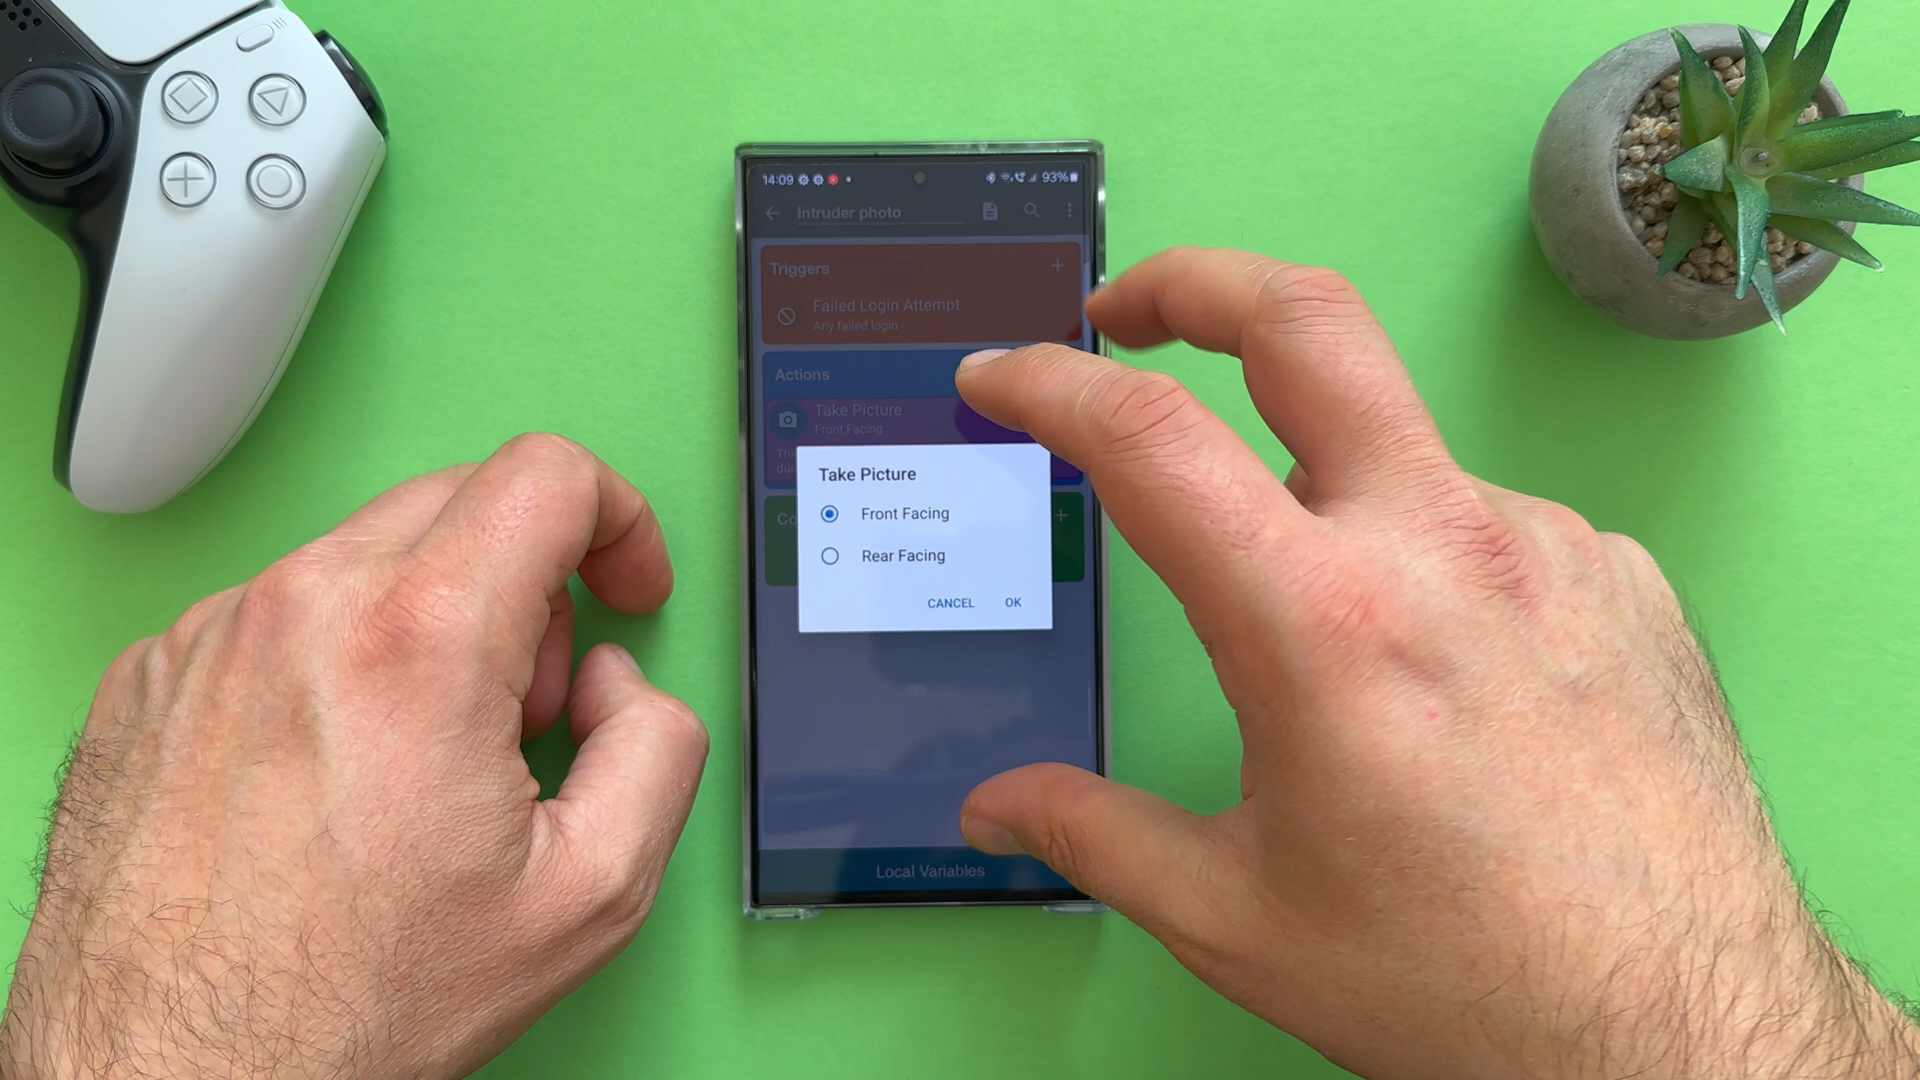 14:09 93%
Intruder photo
Triggers
Failed Login Attempt
Any failed login
Actions
Take Picture
Front Facing
Take Picture
Front Facing
Rear Facing
CANCEL OK
Local Variables